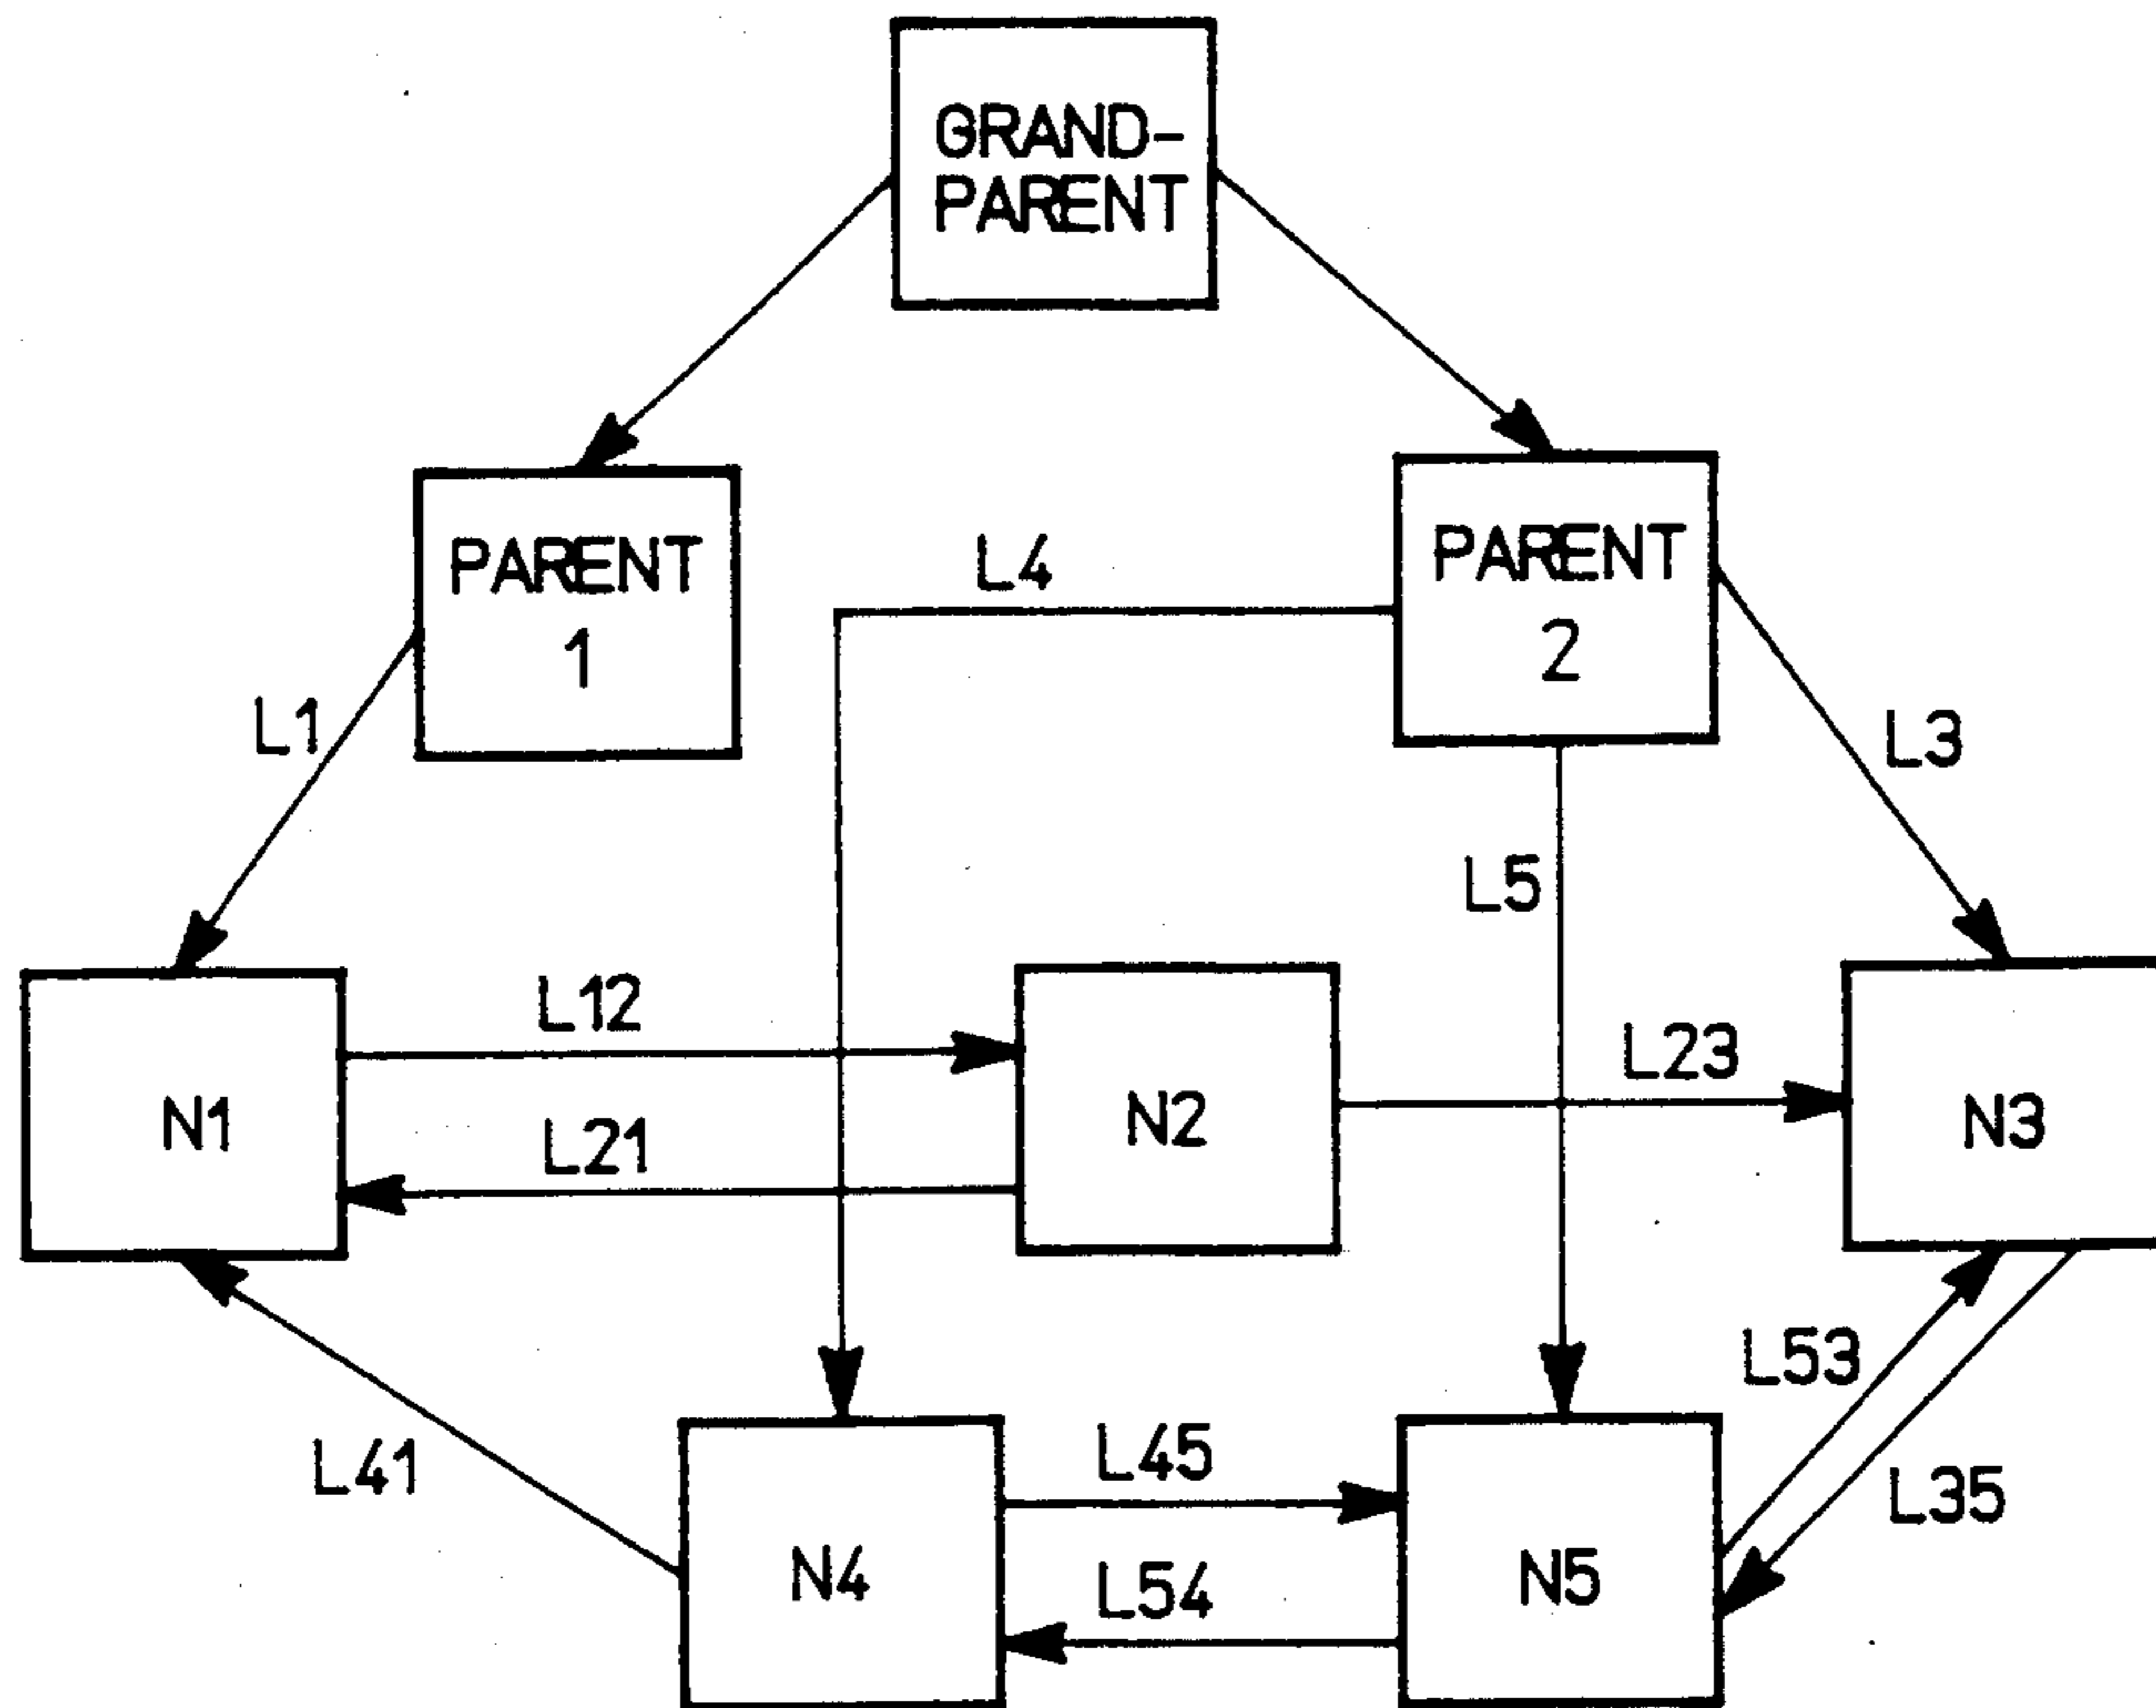 GRAND-
PARENT
PARENT
1
PARENT
2
L4
L1
L3
L5
L12
L23
N1
N2
N3
L21
L53
L41
L45
L35
N4
N5
L54